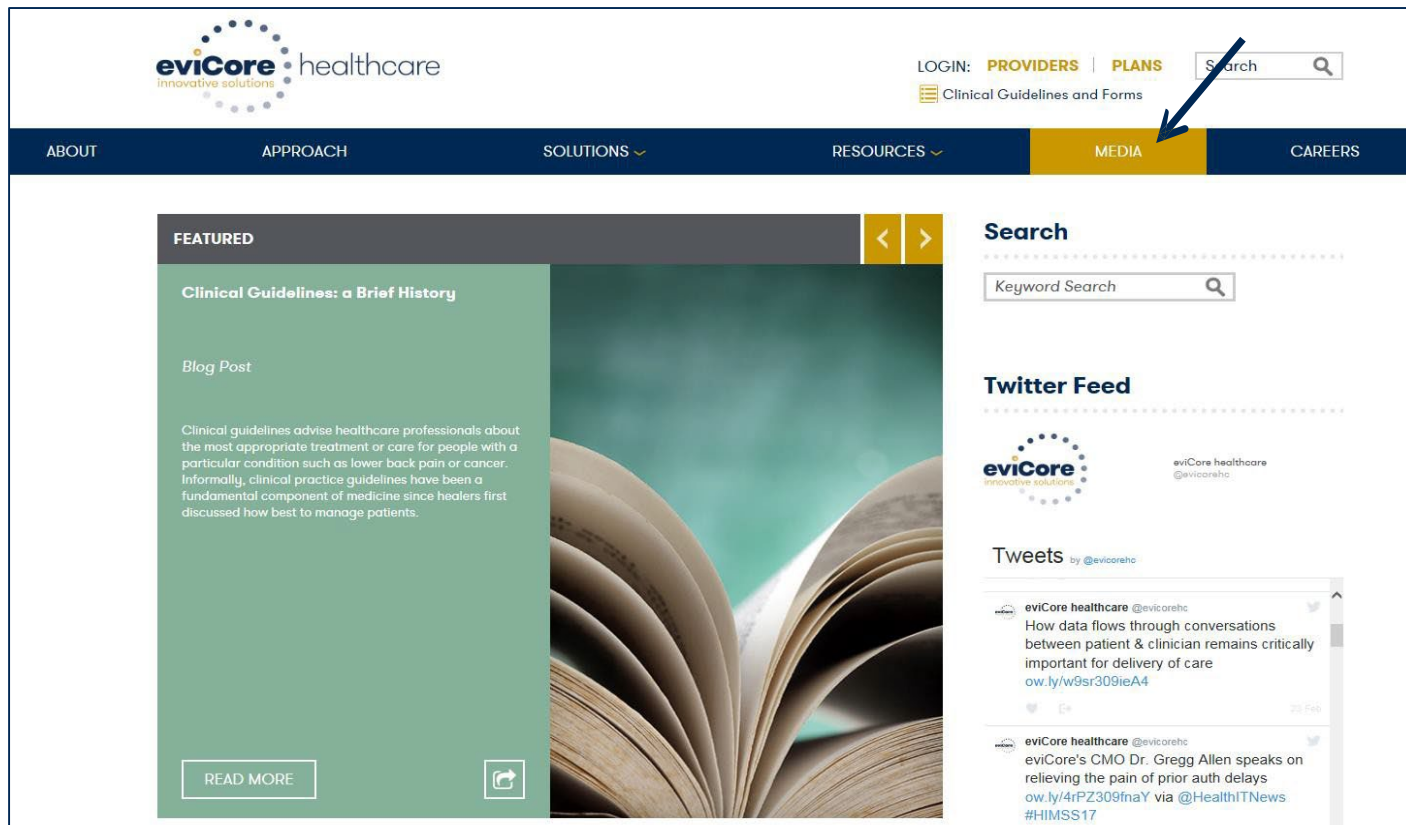 eviCore healthcare
innovative solutions
LOGIN: PROVIDERS | PLANS
Search
Clinical Guidelines and Forms
ABOUT APPROACH SOLUTIONS RESOURCES MEDIA CAREERS
FEATURED
Clinical Guidelines: a Brief History
Blog Post
Clinical guidelines advise healthcare professionals about
the most appropriate treatment or care for people with a
particular condition such as lower back pain or cancer.
Informally, clinical practice guidelines have been a
fundamental component of medicine since healers first
discussed how best to manage patients.
READ MORE
Search
Keyword Search
Twitter Feed
eviCore
innovative solutions
eviCore healthcare
@evicorehc
Tweets by @evicorehc
eviCore healthcare @evicorehc
How data flows through conversations
between patient & clinician remains critically
important for delivery of care
ow.ly/w9sr309ieA4
23 Feb
eviCore healthcare @evicorehc
eviCore's CMO Dr. Gregg Allen speaks on
relieving the pain of prior auth delays
ow.ly/4rPZ309fnaY via @HealthITNews
#HIMSS17